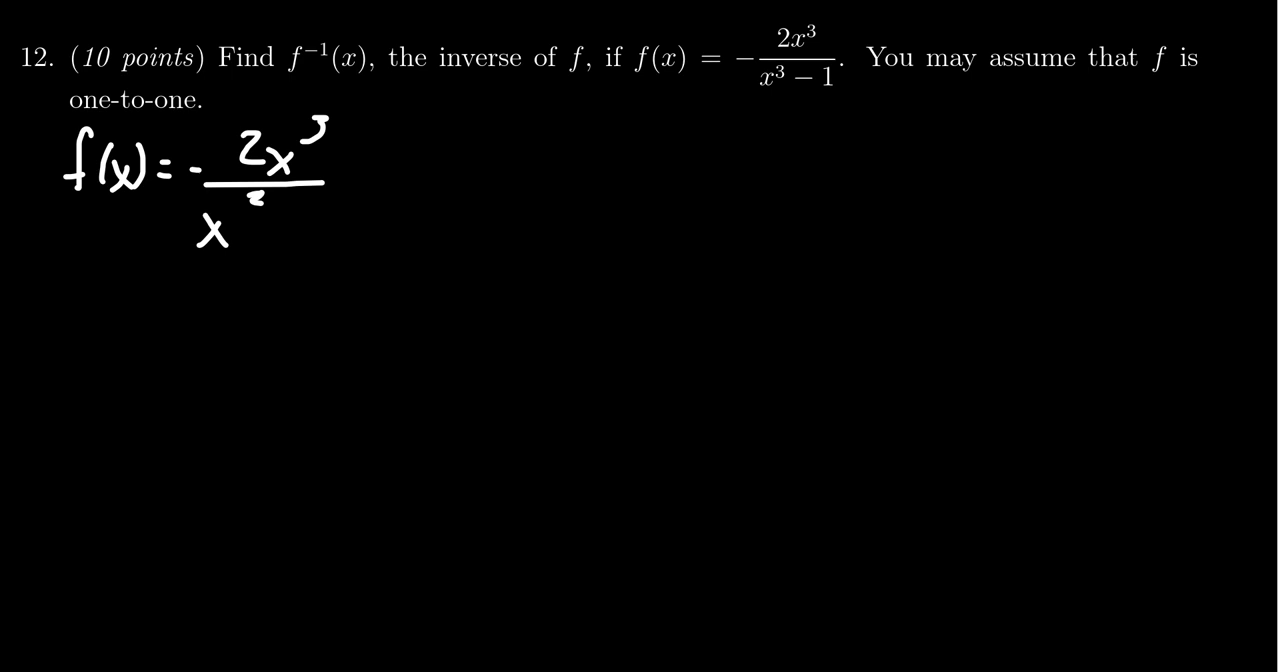 12. (10 points) Find f⁻¹(x), the inverse of f, if f(x) = −2x³/(x³ − 1). You may assume that f is
one-to-one.
f(x) = - 2x³/x²